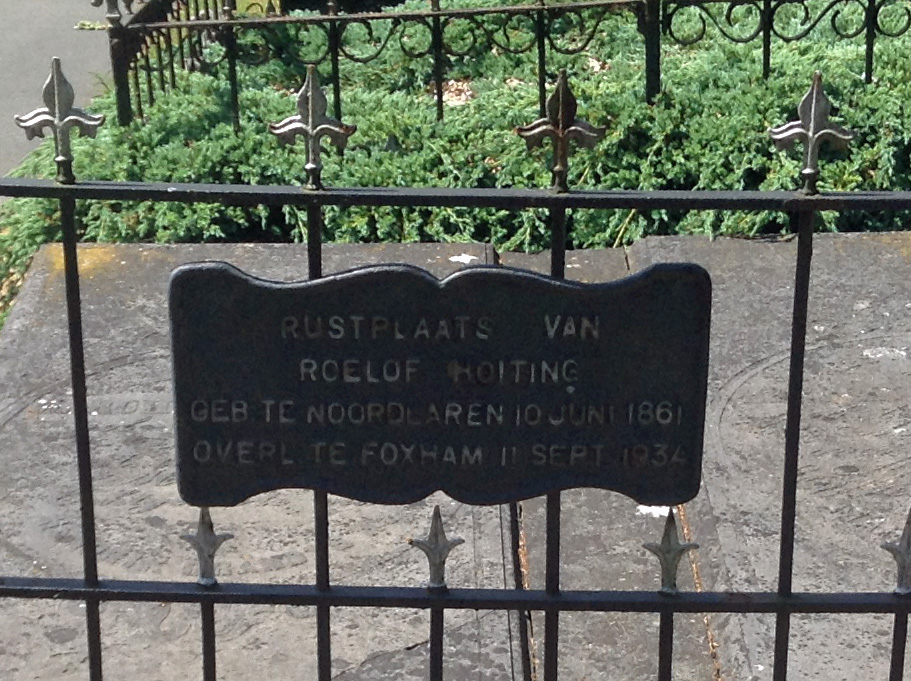 RUSTPLAATS VAN
ROELOF HOITING
GEB. TE NOORDLAREN 10 JUNI 1861
OVERL. TE FOXHAM 11 SEPT. 1934